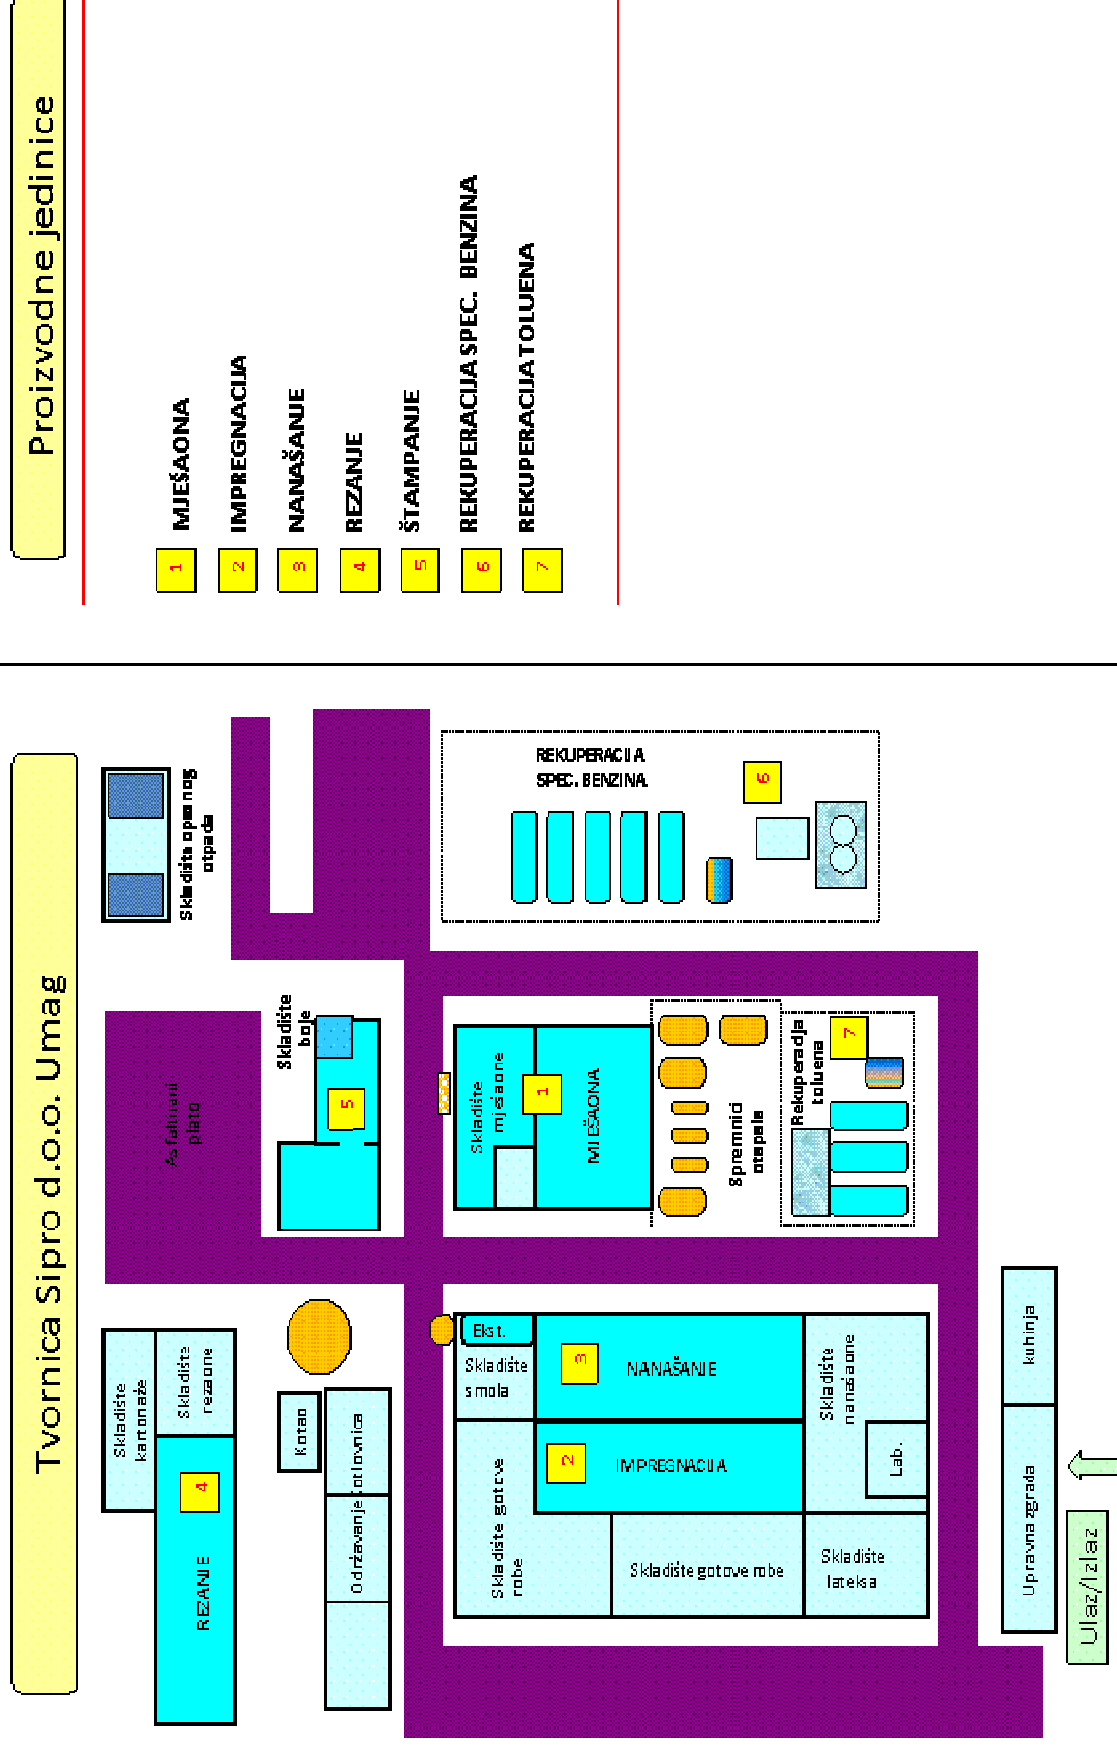 Tvornica Sipro d.o.o. Umag
Skladište
kartonaže
Skladište
rezaone
REZANJE
4
Asfaltirani
plato
Skladište opasnog
otpada
Kotao
Održavanje
Kotlovnica
Skladište
boje
5
Ekst.
Skladište
smola
Skladište gotove
robe
Skladište
mješaone
1
MJEŠAONA
REKUPERACIJA
SPEC. BENZINA
6
3
NANAŠANJE
2
IMPREGNACIJA
Skladište gotove robe
Spremnici
otapala
Rekuperacija
toluena
7
Skladište
nanašaone
Lab.
Skladište
lateksa
Upravna zgrada
kuhinja
Ulaz/Izlaz
Proizvodne jedinice
1 MJEŠAONA
2 IMPREGNACIJA
3 NANAŠANJE
4 REZANJE
5 ŠTAMPANJE
6 REKUPERACIJA SPEC. BENZINA
7 REKUPERACIJA TOLUENA